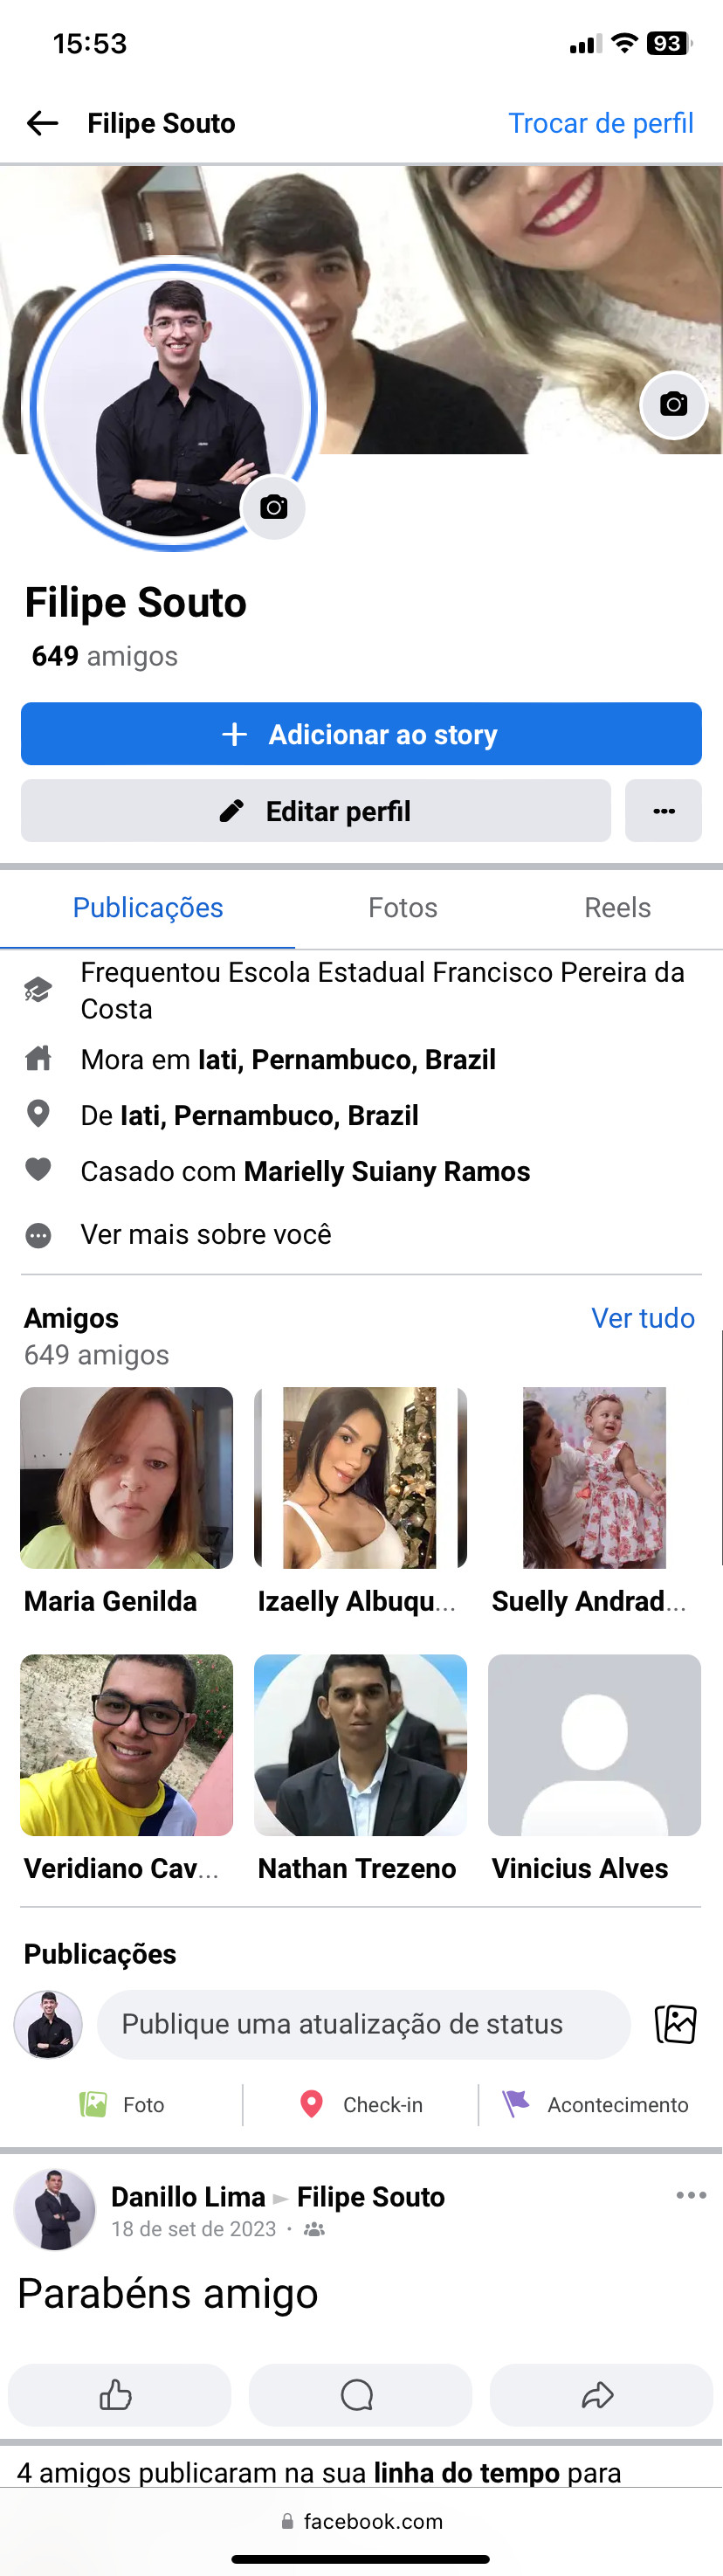 15:53
93
Filipe Souto
Trocar de perfil
Filipe Souto
649 amigos
Adicionar ao story
Editar perfil
Publicações
Fotos
Reels
Frequentou Escola Estadual Francisco Pereira da
Costa
Mora em Iati, Pernambuco, Brazil
De Iati, Pernambuco, Brazil
Casado com Marielly Suiany Ramos
Ver mais sobre você
Amigos
Ver tudo
649 amigos
Maria Genilda
Izaelly Albuqu...
Suelly Andrad...
Veridiano Cav...
Nathan Trezeno
Vinicius Alves
Publicações
Publique uma atualização de status
Foto
Check-in
Acontecimento
Danillo Lima ► Filipe Souto
18 de set de 2023 ·
Parabéns amigo
4 amigos publicaram na sua linha do tempo para
facebook.com